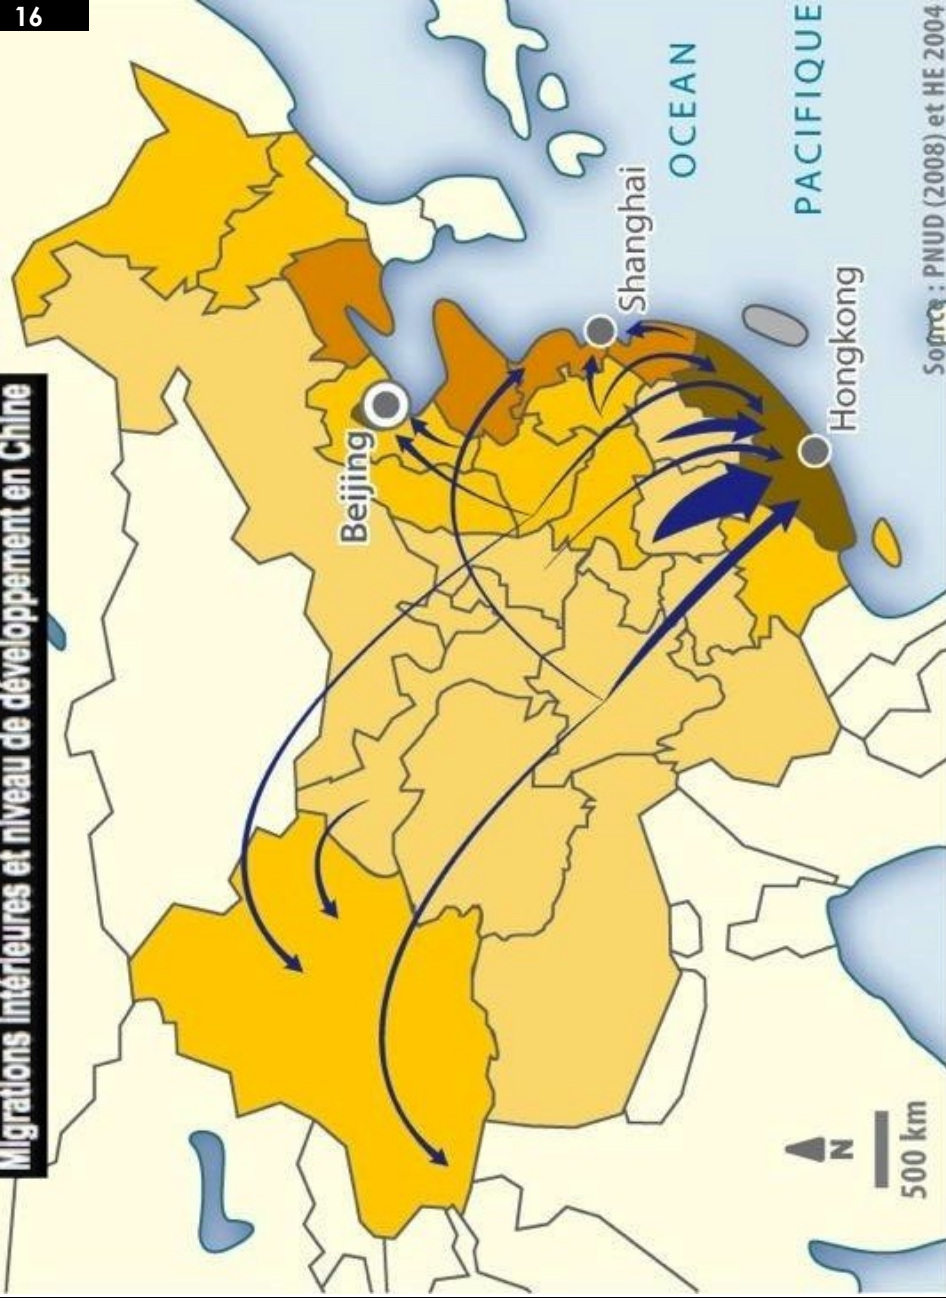 16
Migrations intérieures et niveau de développement en Chine
OCEAN
PACIFIQUE
Beijing
Shanghai
Hongkong
N
500 km
Source : PNUD (2008) et HE 2004